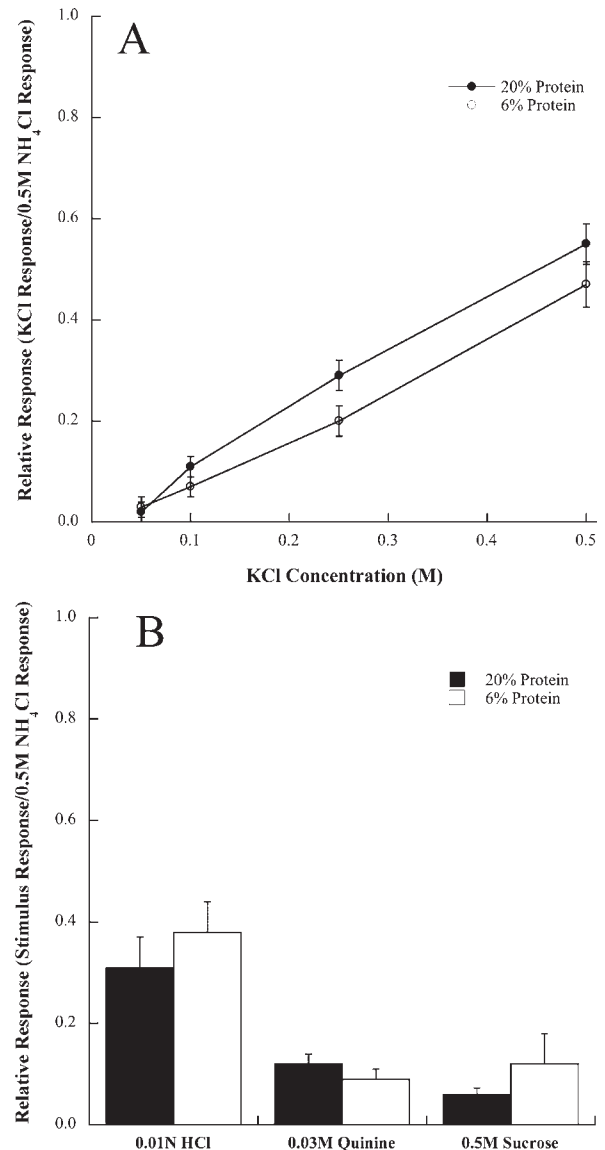 A
Relative Response (KCl Response/0.5M NH4Cl Response)
1.0
0.8
0.6
0.4
0.2
0.0
20% Protein
6% Protein
0 0.1 0.2 0.3 0.4 0.5
KCl Concentration (M)
B
Relative Response (Stimulus Response/0.5M NH4Cl Response)
1.0
0.8
0.6
0.4
0.2
0.0
20% Protein
6% Protein
0.01N HCl 0.03M Quinine 0.5M Sucrose